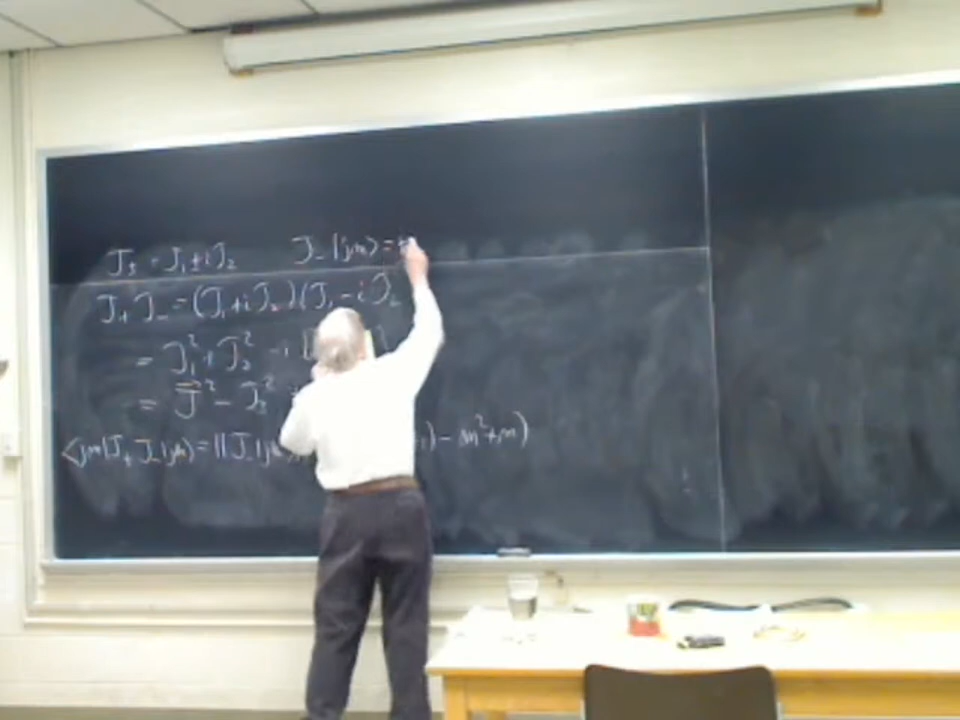 J± = J₁ ± iJ₂ J₋|jm⟩ = ħ
J₊J₋ = (J₁ + iJ₂)(J₁ - iJ₂
= J₁² + J₂² - i [
= J⃗² - J₃²
⟨jm|J₊J₋|jm⟩ = ||J₋|jm ) - m² + m)